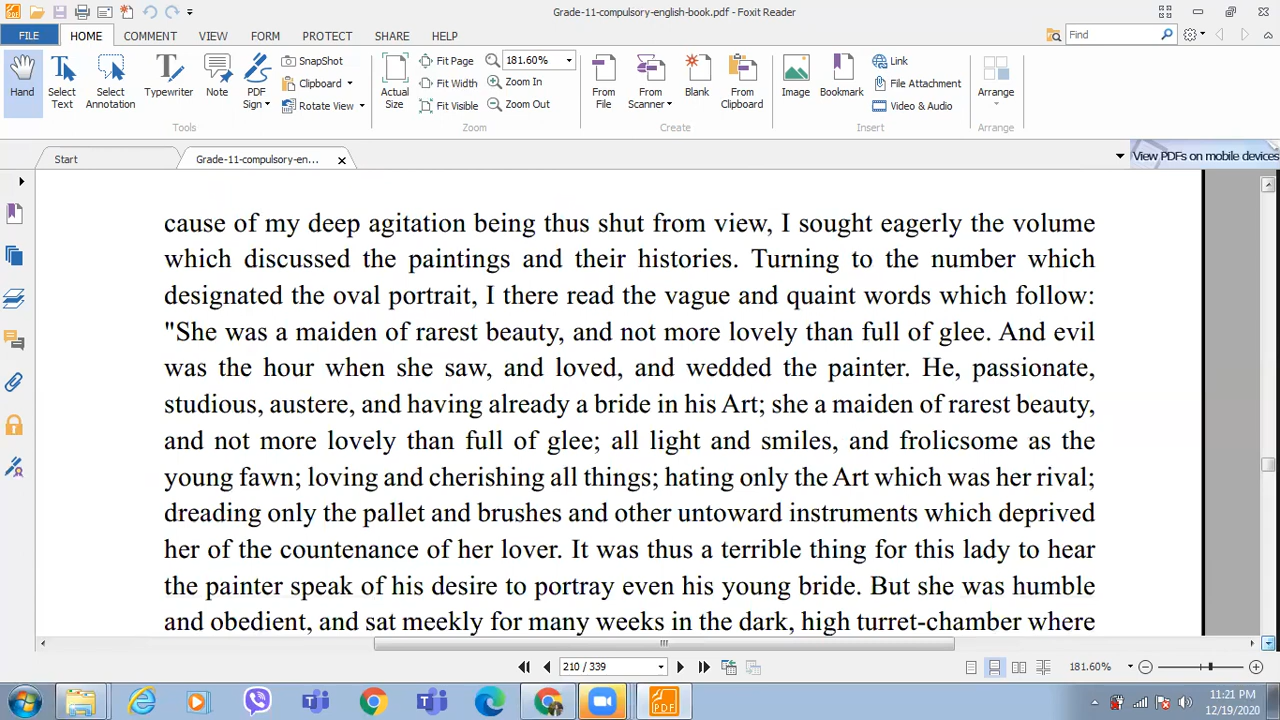 Grade-11-compulsory-english-book.pdf - Foxit Reader
FILE HOME COMMENT VIEW FORM PROTECT SHARE HELP Find
Hand Select Text Select Annotation Typewriter Note PDF Sign SnapShot Clipboard Rotate View Actual Size Fit Page Fit Width Fit Visible 181.60% Zoom In Zoom Out From File From Scanner Blank From Clipboard Image Bookmark Link File Attachment Video & Audio Arrange
Tools Zoom Create Insert Arrange
Start Grade-11-compulsory-en... View PDFs on mobile devices
cause of my deep agitation being thus shut from view, I sought eagerly the volume
which discussed the paintings and their histories. Turning to the number which
designated the oval portrait, I there read the vague and quaint words which follow:
"She was a maiden of rarest beauty, and not more lovely than full of glee. And evil
was the hour when she saw, and loved, and wedded the painter. He, passionate,
studious, austere, and having already a bride in his Art; she a maiden of rarest beauty,
and not more lovely than full of glee; all light and smiles, and frolicsome as the
young fawn; loving and cherishing all things; hating only the Art which was her rival;
dreading only the pallet and brushes and other untoward instruments which deprived
her of the countenance of her lover. It was thus a terrible thing for this lady to hear
the painter speak of his desire to portray even his young bride. But she was humble
and obedient, and sat meekly for many weeks in the dark, high turret-chamber where
210 / 339 181.60%
11:21 PM
12/19/2020